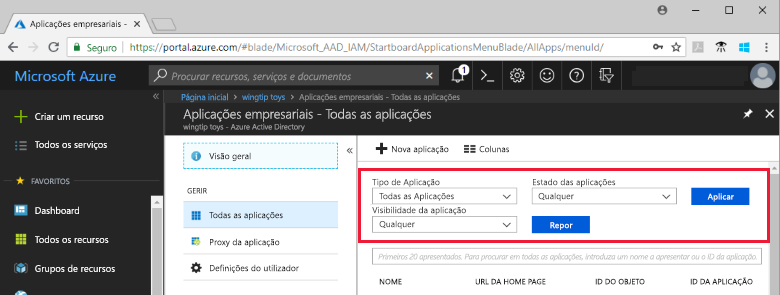 Aplicações empresariais -
Seguro
https://portal.azure.com/#blade/Microsoft_AAD_IAM/StartboardApplicationsMenuBlade/AllApps/menuId/
Microsoft Azure
Procurar recursos, serviços e documentos
1
Página inicial > wingtip toys > Aplicações empresariais - Todas as aplicações
Aplicações empresariais - Todas as aplicações
wingtip toys - Azure Active Directory
Criar um recurso
Todos os serviços
FAVORITOS
Dashboard
Todos os recursos
Grupos de recursos
Visão geral
GERIR
Todas as aplicações
Proxy da aplicação
Definições do utilizador
Nova aplicação
Colunas
Tipo de Aplicação
Estado das aplicações
Todas as Aplicações
Qualquer
Aplicar
Visibilidade da aplicação
Qualquer
Repor
Primeiros 20 apresentados. Para procurar em todas as aplicações, introduza um nome a apresentar ou o ID da aplicação.
NOME
URL DA HOME PAGE
ID DO OBJETO
ID DA APLICAÇÃO